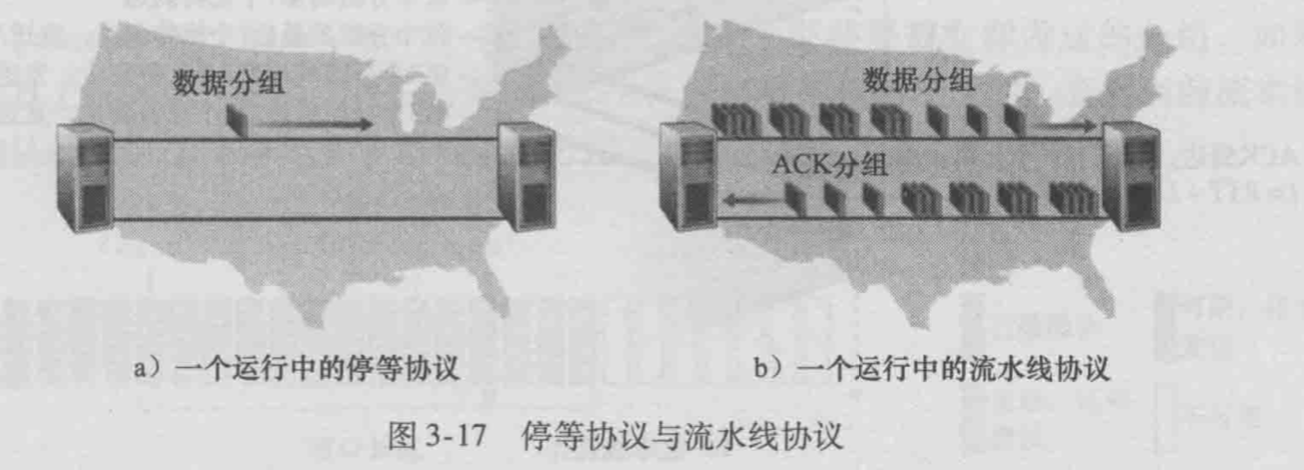 数据分组
数据分组
ACK分组
a）一个运行中的停等协议
b）一个运行中的流水线协议
图 3-17 停等协议与流水线协议